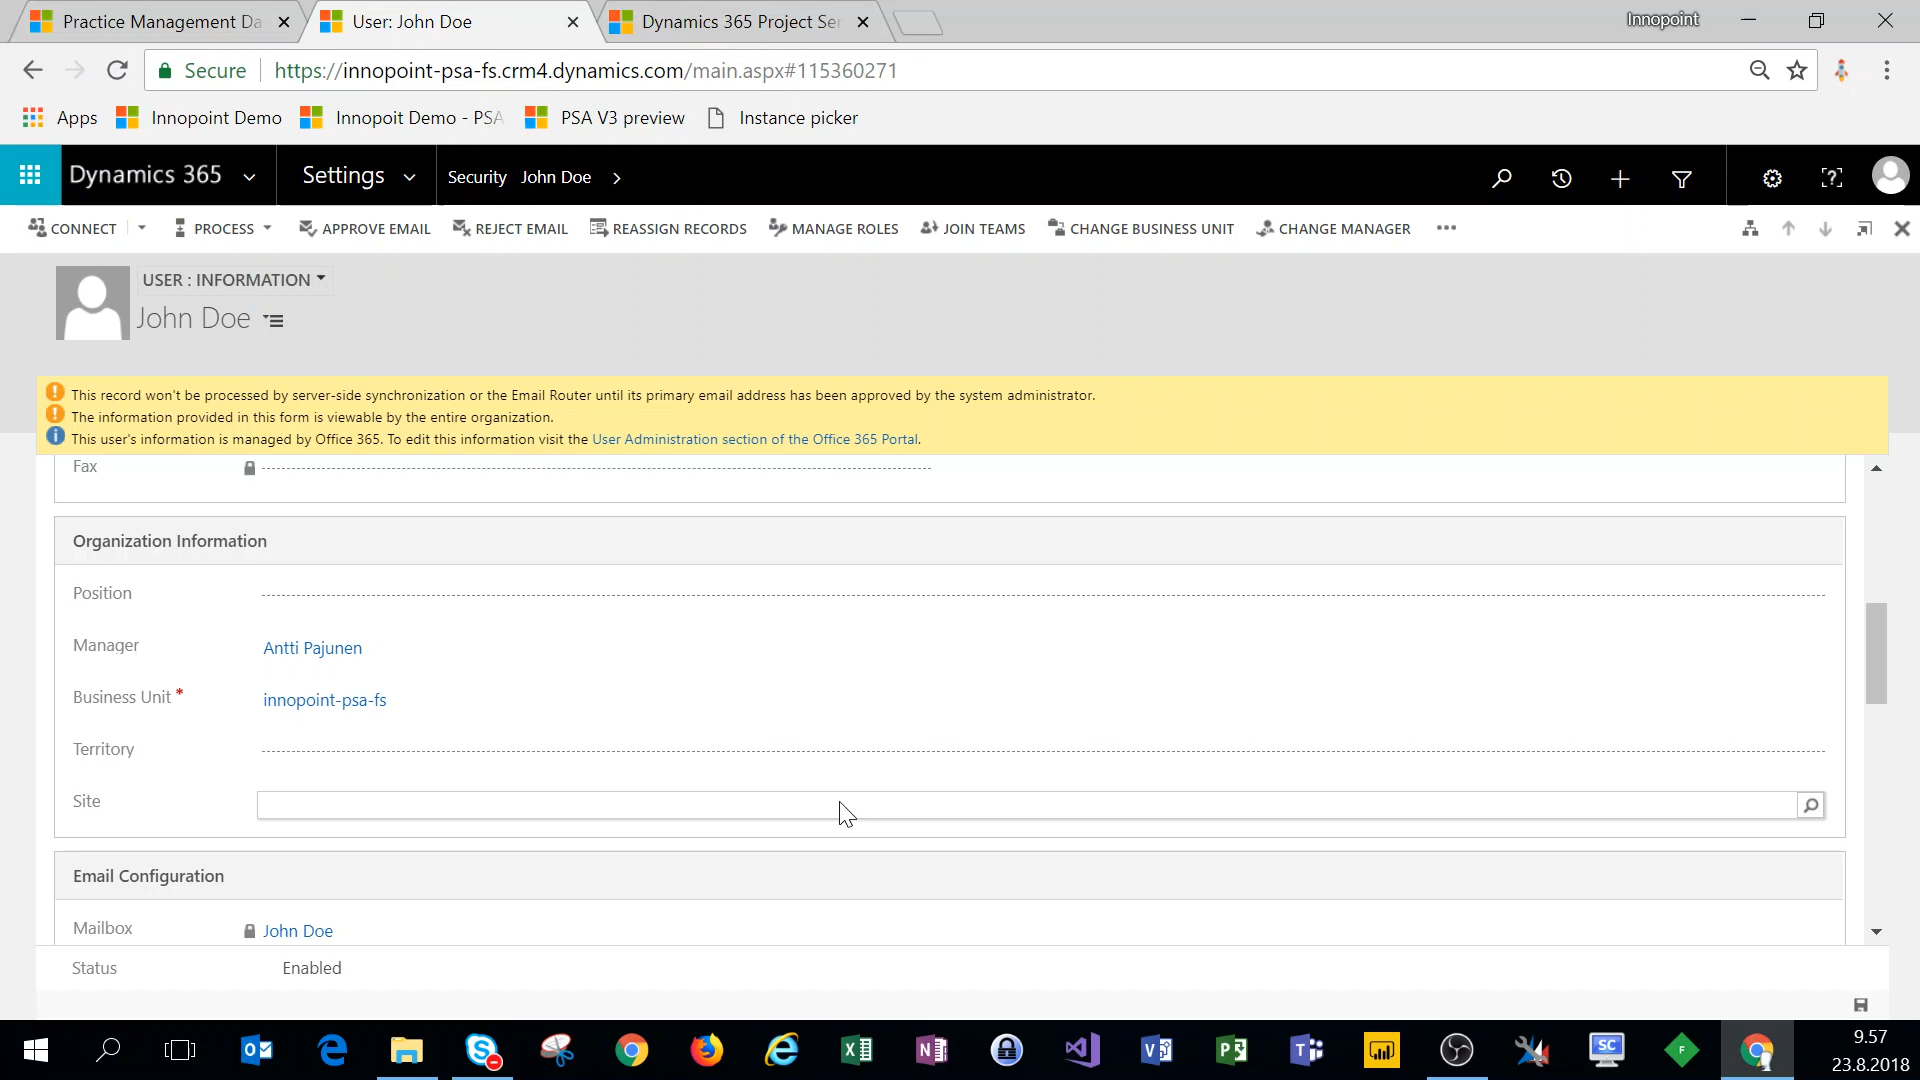 Practice Management Da
User: John Doe
Dynamics 365 Project Ser
Innopoint
Secure
https://innopoint-psa-fs.crm4.dynamics.com/main.aspx#115360271
Apps
Innopoint Demo
Innopoit Demo - PSA
PSA V3 preview
Instance picker
Dynamics 365
Settings
Security John Doe
CONNECT
PROCESS
APPROVE EMAIL
REJECT EMAIL
REASSIGN RECORDS
MANAGE ROLES
JOIN TEAMS
CHANGE BUSINESS UNIT
CHANGE MANAGER
USER : INFORMATION
John Doe
This record won't be processed by server-side synchronization or the Email Router until its primary email address has been approved by the system administrator.
The information provided in this form is viewable by the entire organization.
This user's information is managed by Office 365. To edit this information visit the User Administration section of the Office 365 Portal.
Fax
Organization Information
Position
Manager Antti Pajunen
Business Unit * innopoint-psa-fs
Territory
Site
Email Configuration
Mailbox John Doe
Status Enabled
9.57
23.8.2018